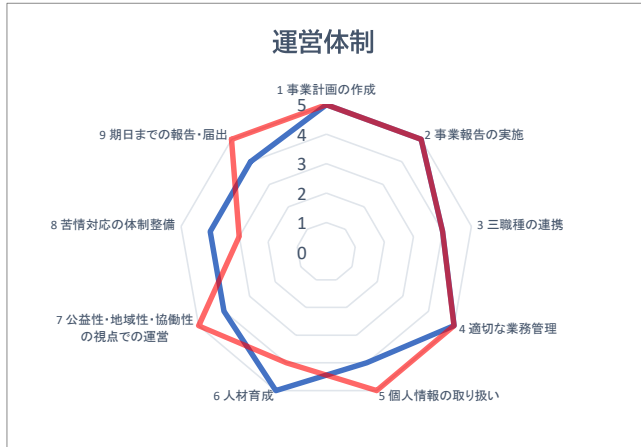 運営体制
1 事業計画の作成
2 事業報告の実施
3 三職種の連携
4 適切な業務管理
5 個人情報の取り扱い
6 人材育成
7 公益性・地域性・協働性
の視点での運営
8 苦情対応の体制整備
9 期日までの報告・届出
5
4
3
2
1
0